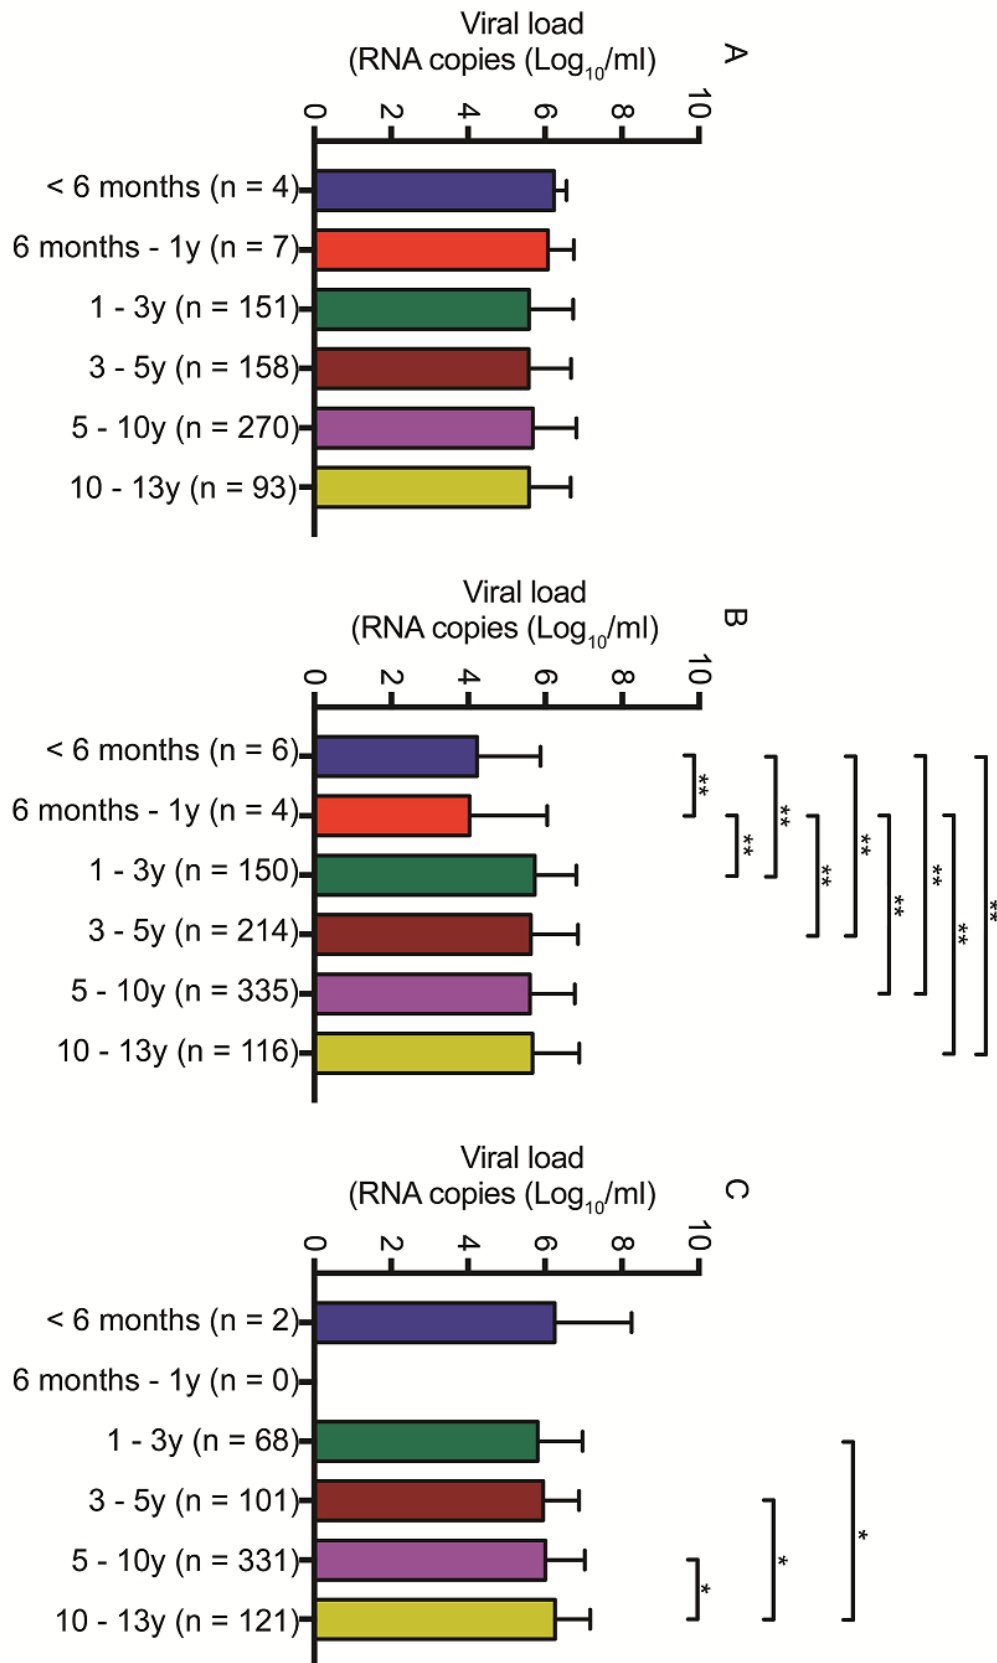 A
Viral load
(RNA copies (Log10/ml)
10
8
6
4
2
0
< 6 months (n = 4)
6 months - 1y (n = 7)
1 - 3y (n = 151)
3 - 5y (n = 158)
5 - 10y (n = 270)
10 - 13y (n = 93)
B
Viral load
(RNA copies (Log10/ml)
10
8
6
4
2
0
**
**
**
**
**
**
**
**
**
< 6 months (n = 6)
6 months - 1y (n = 4)
1 - 3y (n = 150)
3 - 5y (n = 214)
5 - 10y (n = 335)
10 - 13y (n = 116)
C
Viral load
(RNA copies (Log10/ml)
10
8
6
4
2
0
*
*
*
< 6 months (n = 2)
6 months - 1y (n = 0)
1 - 3y (n = 68)
3 - 5y (n = 101)
5 - 10y (n = 331)
10 - 13y (n = 121)